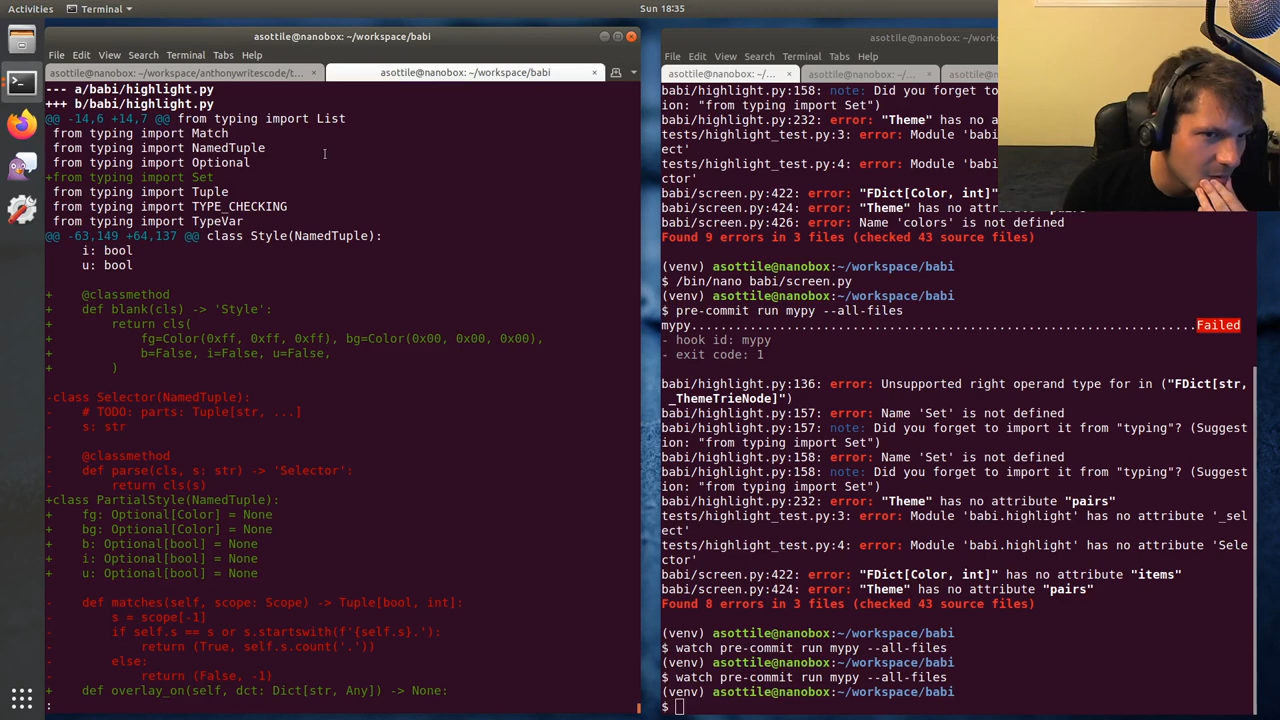 Activities
Terminal
Sun 18:35
asottile@nanobox: ~/workspace/babi
File Edit View Search Terminal Tabs Help
asottile@nanobox: ~/workspace/anthonywritescode/t...
asottile@nanobox: ~/workspace/babi
--- a/babi/highlight.py
+++ b/babi/highlight.py
@@ -14,6 +14,7 @@ from typing import List
 from typing import Match
 from typing import NamedTuple
 from typing import Optional
+from typing import Set
 from typing import Tuple
 from typing import TYPE_CHECKING
 from typing import TypeVar
@@ -63,149 +64,137 @@ class Style(NamedTuple):
     i: bool
     u: bool
+    @classmethod
+    def blank(cls) -> 'Style':
+        return cls(
+            fg=Color(0xff, 0xff, 0xff), bg=Color(0x00, 0x00, 0x00),
+            b=False, i=False, u=False,
+        )
-class Selector(NamedTuple):
-    # TODO: parts: Tuple[str, ...]
-    s: str
-    @classmethod
-    def parse(cls, s: str) -> 'Selector':
-        return cls(s)
+class PartialStyle(NamedTuple):
+    fg: Optional[Color] = None
+    bg: Optional[Color] = None
+    b: Optional[bool] = None
+    i: Optional[bool] = None
+    u: Optional[bool] = None
-    def matches(self, scope: Scope) -> Tuple[bool, int]:
-        s = scope[-1]
-        if self.s == s or s.startswith(f'{self.s}.'):
-            return (True, self.s.count('.'))
-        else:
-            return (False, -1)
+    def overlay_on(self, dct: Dict[str, Any]) -> None:
:
asottile@nanobox: ~/works
File Edit View Search Terminal Tabs Help
asottile@nanobox: ~/...
asottile@nanobox: ~/...
asottile@nanob
babi/highlight.py:158: note: Did you forget to
ion: "from typing import Set")
babi/highlight.py:232: error: "Theme" has no a
tests/highlight_test.py:3: error: Module 'babi
ect'
tests/highlight_test.py:4: error: Module 'babi
ctor'
babi/screen.py:422: error: "FDict[Color, int]"
babi/screen.py:424: error: "Theme" has no attribute
babi/screen.py:426: error: Name 'colors' is not defined
Found 9 errors in 3 files (checked 43 source files)
(venv) asottile@nanobox:~/workspace/babi
$ /bin/nano babi/screen.py
(venv) asottile@nanobox:~/workspace/babi
$ pre-commit run mypy --all-files
mypy.........................................................................Failed
- hook id: mypy
- exit code: 1
babi/highlight.py:136: error: Unsupported right operand type for in ("FDict[str,
 _ThemeTrieNode]")
babi/highlight.py:157: error: Name 'Set' is not defined
babi/highlight.py:157: note: Did you forget to import it from "typing"? (Suggest
ion: "from typing import Set")
babi/highlight.py:158: error: Name 'Set' is not defined
babi/highlight.py:158: note: Did you forget to import it from "typing"? (Suggest
ion: "from typing import Set")
babi/highlight.py:232: error: "Theme" has no attribute "pairs"
tests/highlight_test.py:3: error: Module 'babi.highlight' has no attribute '_sel
ect'
tests/highlight_test.py:4: error: Module 'babi.highlight' has no attribute 'Sele
ctor'
babi/screen.py:422: error: "FDict[Color, int]" has no attribute "items"
babi/screen.py:424: error: "Theme" has no attribute "pairs"
Found 8 errors in 3 files (checked 43 source files)
(venv) asottile@nanobox:~/workspace/babi
$ watch pre-commit run mypy --all-files
(venv) asottile@nanobox:~/workspace/babi
$ watch pre-commit run mypy --all-files
(venv) asottile@nanobox:~/workspace/babi
$